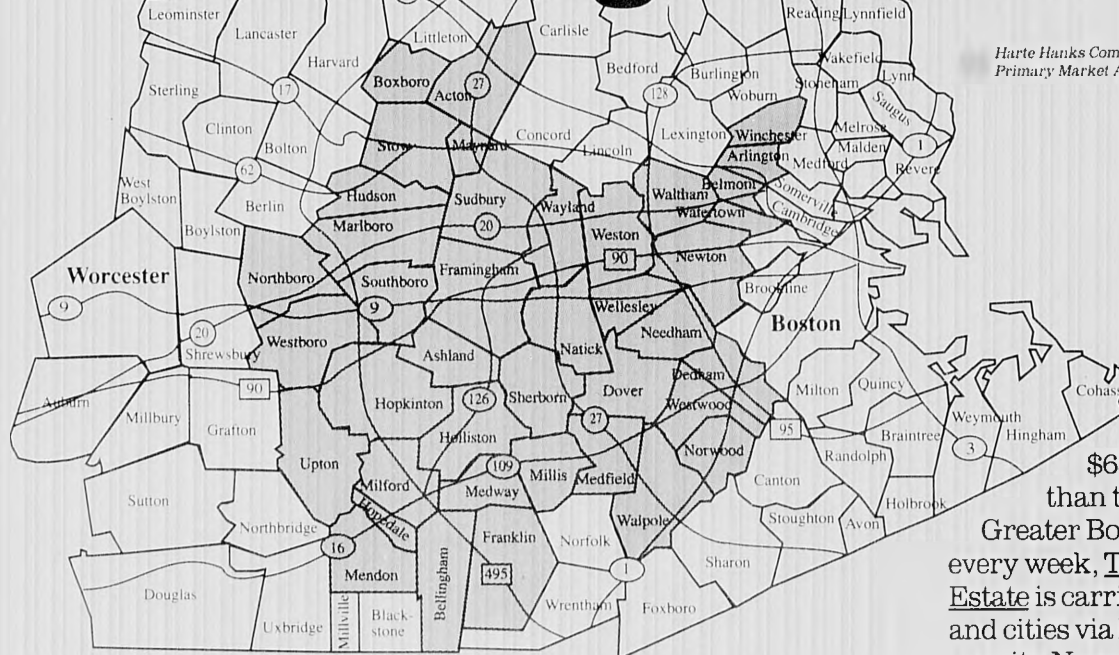 Leominster
Lancaster
Harvard
Littleton
Carlisle
Reading
Lynnfield
Harte Hanks Com
Primary Market A
Wakefield
Stoneham
Lynn
Saugus
Bedford
Burlington
Woburn
128
Sterling
17
Boxboro
Acton
27
Clinton
Bolton
62
Stow
Maynard
Concord
Lincoln
Lexington
Winchester
Arlington
Medford
Melrose
Malden
1
Revere
West
Boylston
Boylston
Berlin
Hudson
Marlboro
Sudbury
20
Wayland
Weston
90
Waltham
Belmont
Watertown
Somerville
Cambridge
Newton
Brookline
Boston
Worcester
9
20
Shrewsbury
90
Northboro
Southboro
9
Framingham
Westboro
Ashland
Natick
Wellesley
Needham
Dover
Dedham
Westwood
Norwood
Milton
Quincy
95
Braintree
Weymouth
3
Hingham
Cohass
Auburn
Millbury
Grafton
Hopkinton
126
Sherborn
27
Holliston
109
Upton
Milford
Medway
Millis
Medfield
Walpole
Canton
Randolph
Holbrook
Stoughton
Avon
Sutton
Northbridge
Hopedale
16
Mendon
Bellingham
Franklin
495
Norfolk
1
Sharon
Wrentham
Foxboro
Douglas
Uxbridge
Millville
Black-
stone
$6
than t
Greater Bo
every week, T
Estate is carri
and cities via